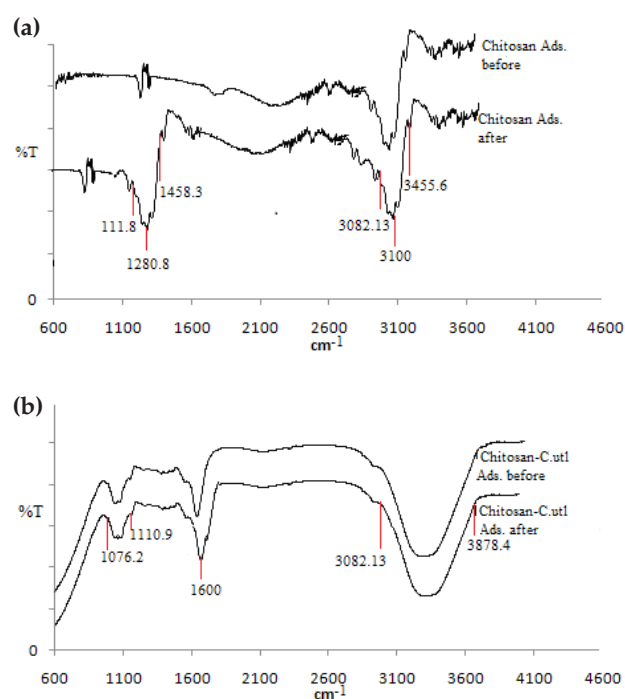 (a)
Chitosan Ads.
before
Chitosan Ads.
after
%T
1458.3
3455.6
111.8
3082.13
1280.8
3100
0
600 1100 1600 2100 2600 3100 3600 4100 4600
cm-1
(b)
Chitosan-C.utl
Ads. before
%T
Chitosan-C.utl
Ads. after
1110.9
1076.2
3082.13
3878.4
1600
0
600 1100 1600 2100 2600 3100 3600 4100 4600
cm-1